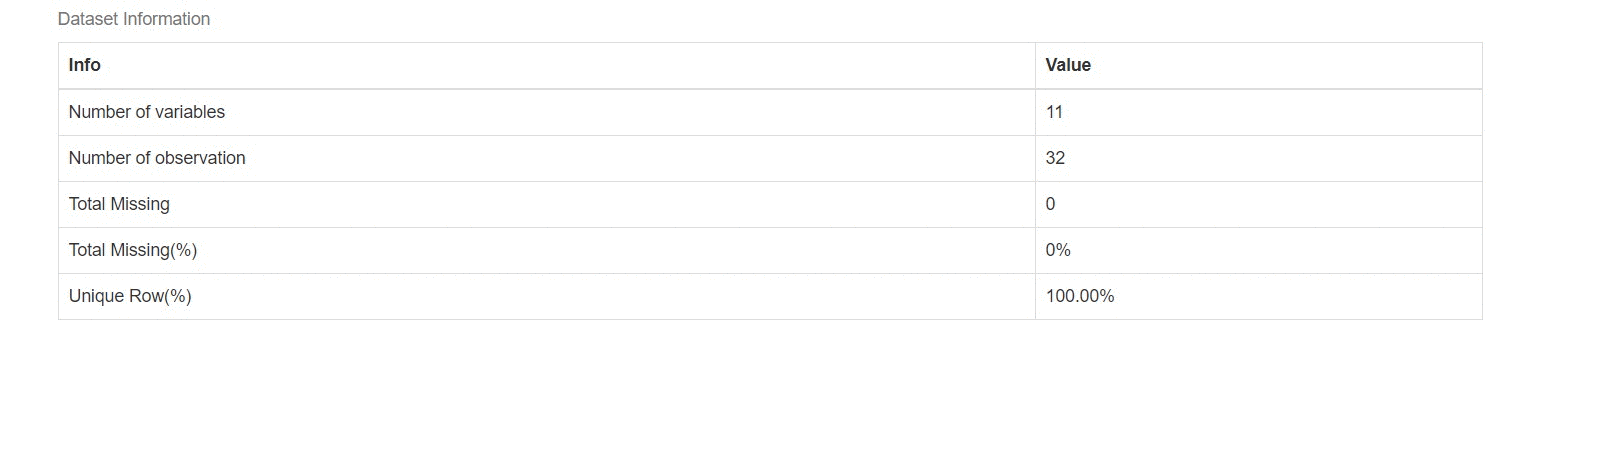 Dataset Information
Info Value
Number of variables 11
Number of observation 32
Total Missing 0
Total Missing(%) 0%
Unique Row(%) 100.00%